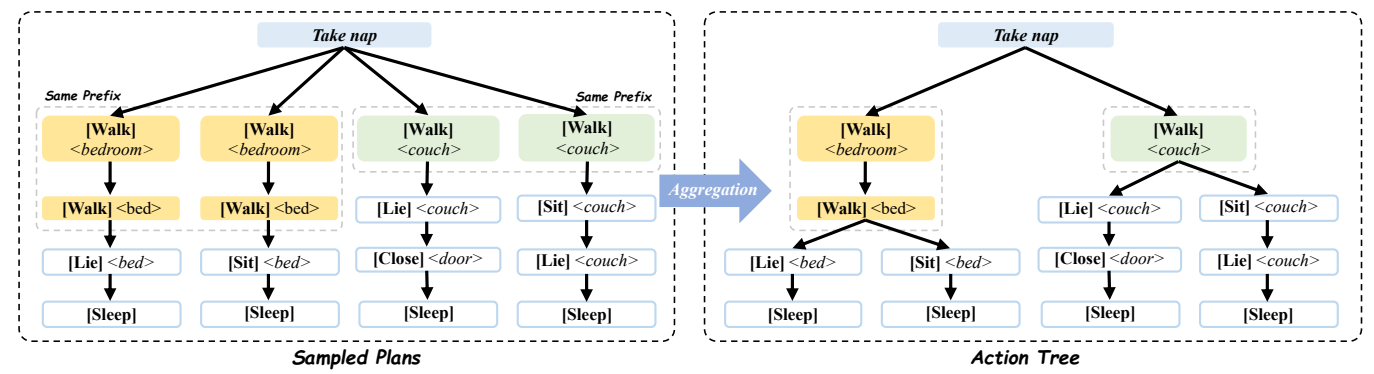 Take nap
Same Prefix
Same Prefix
[Walk]
<bedroom>
[Walk]
<bedroom>
[Walk]
<couch>
[Walk]
<couch>
[Walk] <bed>
[Walk] <bed>
[Lie] <couch>
[Sit] <couch>
[Lie] <bed>
[Sit] <bed>
[Close] <door>
[Lie] <couch>
[Sleep]
[Sleep]
[Sleep]
[Sleep]
Sampled Plans
Aggregation
Take nap
[Walk]
<bedroom>
[Walk]
<couch>
[Walk] <bed>
[Lie] <couch>
[Sit] <couch>
[Lie] <bed>
[Sit] <bed>
[Close] <door>
[Lie] <couch>
[Sleep]
[Sleep]
[Sleep]
[Sleep]
Action Tree